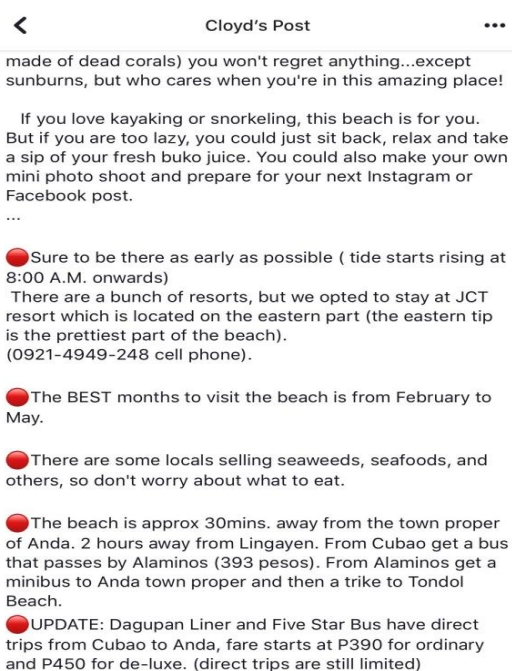 Cloyd's Post
made of dead corals) you won't regret anything...except
sunburns, but who cares when you're in this amazing place!
If you love kayaking or snorkeling, this beach is for you.
But if you are too lazy, you could just sit back, relax and take
a sip of your fresh buko juice. You could also make your own
mini photo shoot and prepare for your next Instagram or
Facebook post.
...
Sure to be there as early as possible ( tide starts rising at
8:00 A.M. onwards)
There are a bunch of resorts, but we opted to stay at JCT
resort which is located on the eastern part (the eastern tip
is the prettiest part of the beach).
(0921-4949-248 cell phone).
The BEST months to visit the beach is from February to
May.
There are some locals selling seaweeds, seafoods, and
others, so don't worry about what to eat.
The beach is approx 30mins. away from the town proper
of Anda. 2 hours away from Lingayen. From Cubao get a bus
that passes by Alaminos (393 pesos). From Alaminos get a
minibus to Anda town proper and then a trike to Tondol
Beach.
UPDATE: Dagupan Liner and Five Star Bus have direct
trips from Cubao to Anda, fare starts at P390 for ordinary
and P450 for de-luxe. (direct trips are still limited)